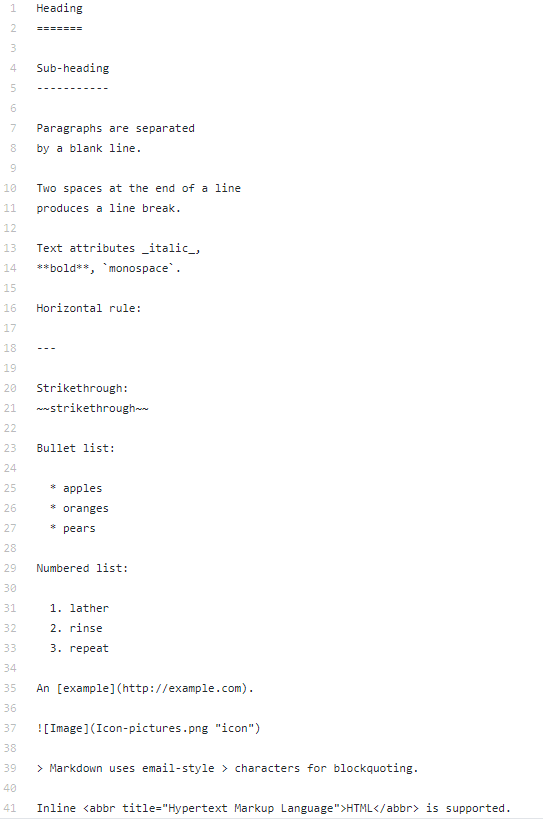 1 Heading
2 =======
3
4 Sub-heading
5 -----------
6
7 Paragraphs are separated
8 by a blank line.
9
10 Two spaces at the end of a line
11 produces a line break.
12
13 Text attributes _italic_,
14 **bold**, `monospace`.
15
16 Horizontal rule:
17
18 ---
19
20 Strikethrough:
21 ~~strikethrough~~
22
23 Bullet list:
24
25   * apples
26   * oranges
27   * pears
28
29 Numbered list:
30
31   1. lather
32   2. rinse
33   3. repeat
34
35 An [example](http://example.com).
36
37 ![Image](Icon-pictures.png "icon")
38
39 > Markdown uses email-style > characters for blockquoting.
40
41 Inline <abbr title="Hypertext Markup Language">HTML</abbr> is supported.